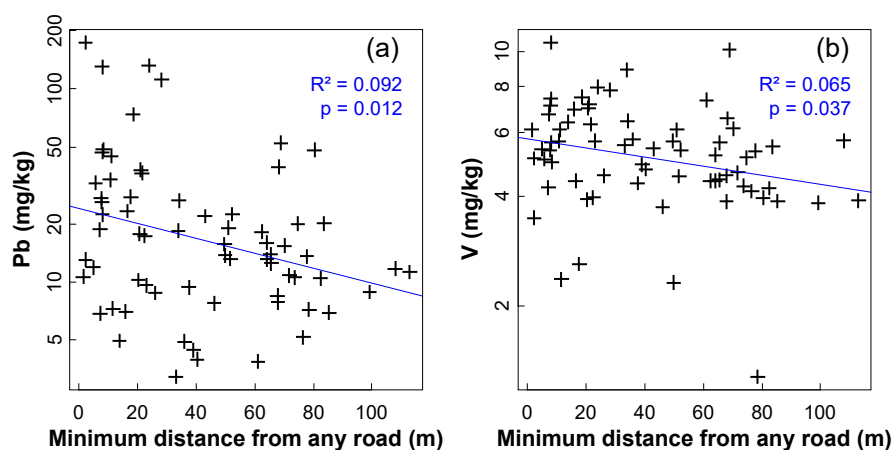 (a)
R² = 0.092
p = 0.012
Pb (mg/kg)
200
100
50
20
10
5
0 20 40 60 80 100
Minimum distance from any road (m)
(b)
R² = 0.065
p = 0.037
V (mg/kg)
10
8
6
4
2
0 20 40 60 80 100
Minimum distance from any road (m)